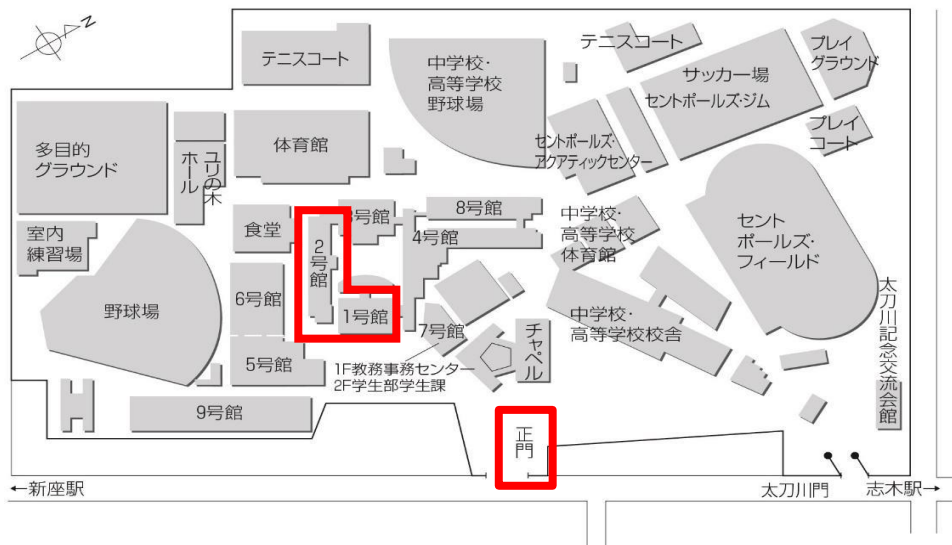 N
テニスコート
中学校・
高等学校
野球場
テニスコート
サッカー場
セントポールズ・ジム
プレイ
グラウンド
プレイ
コート
セントポールズ・
アクアティックセンター
多目的
グラウンド
ユリの木
ホール
体育館
室内
練習場
食堂
2号館
3号館
8号館
4号館
中学校・
高等学校
体育館
セント
ポールズ・
フィールド
野球場
6号館
1号館
7号館
チャペル
中学校・
高等学校校舎
太刀川記念交流会館
5号館
1F教務事務センター
2F学生部学生課
9号館
正門
←新座駅
太刀川門
志木駅→